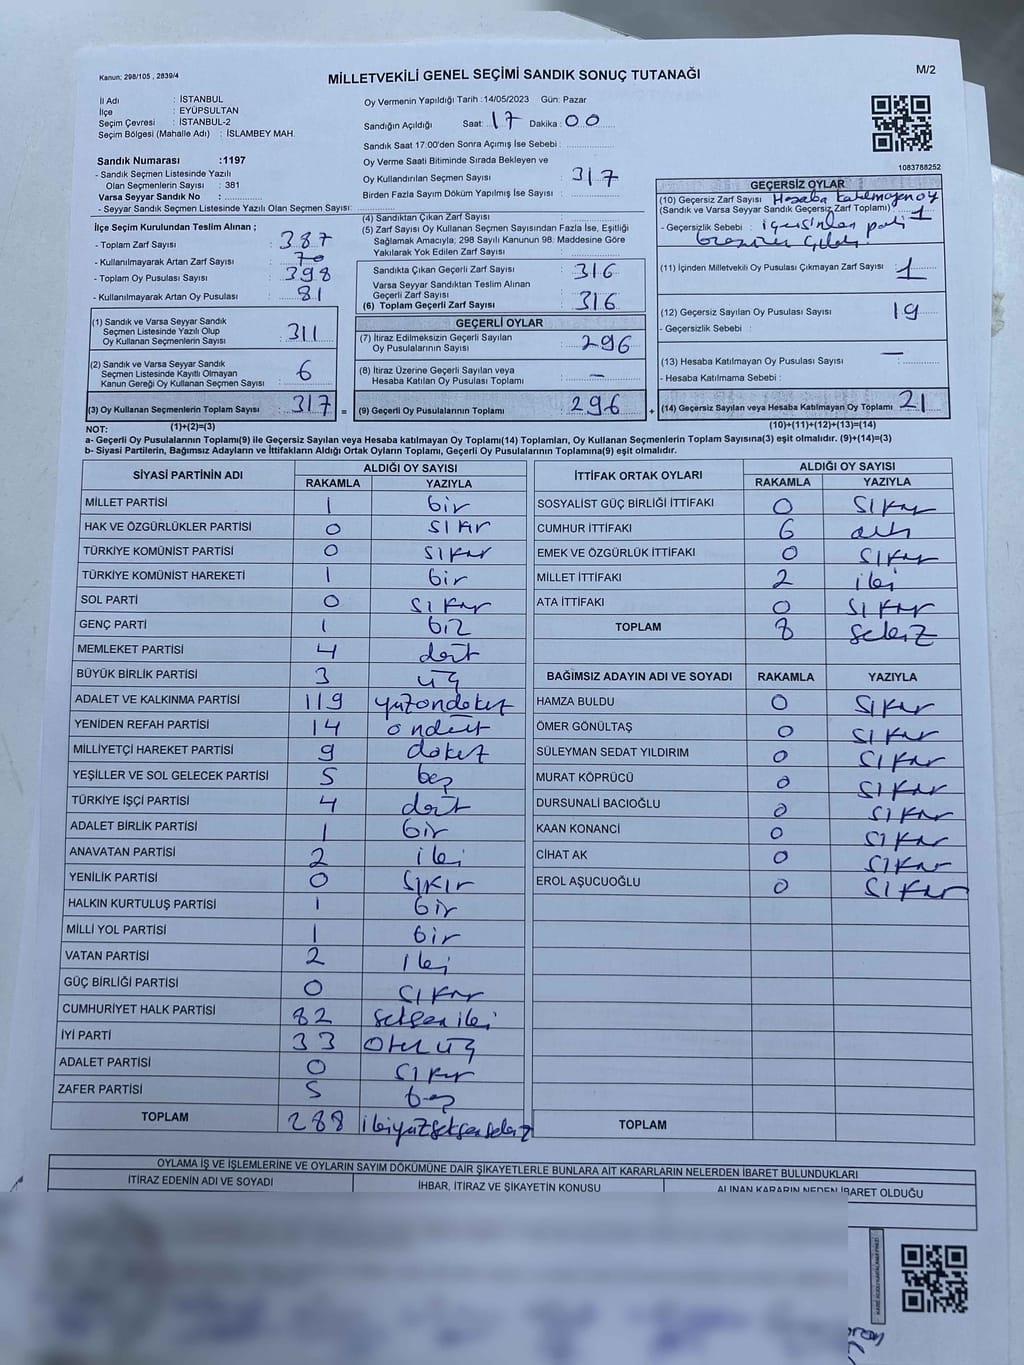 Kanun; 298/105 , 2839/4
MİLLETVEKİLİ GENEL SEÇİMİ SANDIK SONUÇ TUTANAĞI
M/2
İl Adı : İSTANBUL
İlçe : EYÜPSULTAN
Seçim Çevresi : İSTANBUL-2
Seçim Bölgesi (Mahalle Adı) : İSLAMBEY MAH.
Sandık Numarası :1197
- Sandık Seçmen Listesinde Yazılı
Olan Seçmenlerin Sayısı : 381
Varsa Seyyar Sandık No :
- Seyyar Sandık Seçmen Listesinde Yazılı Olan Seçmen Sayısı:
Oy Vermenin Yapıldığı Tarih :14/05/2023 Gün: Pazar
Sandığın Açıldığı Saat: 17 Dakika: 00
Sandık Saat 17:00'den Sonra Açımış İse Sebebi :
Oy Verme Saati Bitiminde Sırada Bekleyen ve
Oy Kullandırılan Seçmen Sayısı : 317
Birden Fazla Sayım Döküm Yapılmış İse Sayısı :
1083788252
İlçe Seçim Kurulundan Teslim Alınan ;
- Toplam Zarf Sayısı : 387
- Kullanılmayarak Artan Zarf Sayısı : 70
- Toplam Oy Pusulası Sayısı : 398
- Kullanılmayarak Artan Oy Pusulası : 81
(1) Sandık ve Varsa Seyyar Sandık
Seçmen Listesinde Yazılı Olup
Oy Kullanan Seçmenlerin Sayısı : 311
(2) Sandık ve Varsa Seyyar Sandık
Seçmen Listesinde Kayıtlı Olmayan
Kanun Gereği Oy Kullanan Seçmen Sayısı : 6
(3) Oy Kullanan Seçmenlerin Toplam Sayısı : 317 =
(1)+(2)=(3)
(4) Sandıktan Çıkan Zarf Sayısı :
(5) Zarf Sayısı Oy Kullanan Seçmen Sayısından Fazla İse, Eşitliği
Sağlamak Amacıyla; 298 Sayılı Kanunun 98. Maddesine Göre
Yakılarak Yok Edilen Zarf Sayısı :
Sandıkta Çıkan Geçerli Zarf Sayısı : 316
Varsa Seyyar Sandıktan Teslim Alınan
Geçerli Zarf Sayısı :
(6) Toplam Geçerli Zarf Sayısı : 316
GEÇERLİ OYLAR
(7) İtiraz Edilmeksizin Geçerli Sayılan
Oy Pusulalarının Sayısı : 296
(8) İtiraz Üzerine Geçerli Sayılan veya
Hesaba Katılan Oy Pusulası Toplamı : –
(9) Geçerli Oy Pusulalarının Toplamı : 296 +
GEÇERSİZ OYLAR
(10) Geçersiz Zarf Sayısı Hesaba katılmayan oy
(Sandık ve Varsa Seyyar Sandık Geçersiz Zarf Toplamı) : 1
- Geçersizlik Sebebi :
(11) İçinden Milletvekili Oy Pusulası Çıkmayan Zarf Sayısı : 1
(12) Geçersiz Sayılan Oy Pusulası Sayısı : 19
- Geçersizlik Sebebi :
(13) Hesaba Katılmayan Oy Pusulası Sayısı : –
- Hesaba Katılmama Sebebi :
(14) Geçersiz Sayılan veya Hesaba Katılmayan Oy Toplamı : 21
(10)+(11)+(12)+(13)=(14)
NOT:
a- Geçerli Oy Pusulalarının Toplamı(9) ile Geçersiz Sayılan veya Hesaba katılmayan Oy Toplamı(14) Toplamları, Oy Kullanan Seçmenlerin Toplam Sayısına(3) eşit olmalıdır. (9)+(14)=(3)
b- Siyasi Partilerin, Bağımsız Adayların ve İttifakların Aldığı Ortak Oyların Toplamı, Geçerli Oy Pusulalarının Toplamına(9) eşit olmalıdır.
SİYASİ PARTİNİN ADI ALDIĞI OY SAYISI
RAKAMLA YAZIYLA
MİLLET PARTİSİ 1 bir
HAK VE ÖZGÜRLÜKLER PARTİSİ 0 sıfır
TÜRKİYE KOMÜNİST PARTİSİ 0 sıfır
TÜRKİYE KOMÜNİST HAREKETİ 1 bir
SOL PARTİ 0 sıfır
GENÇ PARTİ 1 bir
MEMLEKET PARTİSİ 4 dört
BÜYÜK BİRLİK PARTİSİ 3 üç
ADALET VE KALKINMA PARTİSİ 119 yüzondokuz
YENİDEN REFAH PARTİSİ 14 ondört
MİLLİYETÇİ HAREKET PARTİSİ 9 dokuz
YEŞİLLER VE SOL GELECEK PARTİSİ 5 beş
TÜRKİYE İŞÇİ PARTİSİ 4 dört
ADALET BİRLİK PARTİSİ 1 bir
ANAVATAN PARTİSİ 2 iki
YENİLİK PARTİSİ 0 sıfır
HALKIN KURTULUŞ PARTİSİ 1 bir
MİLLİ YOL PARTİSİ 1 bir
VATAN PARTİSİ 2 iki
GÜÇ BİRLİĞİ PARTİSİ 0 sıfır
CUMHURİYET HALK PARTİSİ 82 seksen iki
İYİ PARTİ 33 otuz üç
ADALET PARTİSİ 0 sıfır
ZAFER PARTİSİ 5 beş
TOPLAM 288 ikiyüzseksensekiz
İTTİFAK ORTAK OYLARI ALDIĞI OY SAYISI
RAKAMLA YAZIYLA
SOSYALİST GÜÇ BİRLİĞİ İTTİFAKI 0 sıfır
CUMHUR İTTİFAKI 6 altı
EMEK VE ÖZGÜRLÜK İTTİFAKI 0 sıfır
MİLLET İTTİFAKI 2 iki
ATA İTTİFAKI 0 sıfır
TOPLAM 8 sekiz
BAĞIMSIZ ADAYIN ADI VE SOYADI RAKAMLA YAZIYLA
HAMZA BULDU 0 sıfır
ÖMER GÖNÜLTAŞ 0 sıfır
SÜLEYMAN SEDAT YILDIRIM 0 sıfır
MURAT KÖPRÜCÜ 0 sıfır
DURSUNALİ BACIOĞLU 0 sıfır
KAAN KONANCİ 0 sıfır
CİHAT AK 0 sıfır
EROL AŞUCUOĞLU 0 sıfır
TOPLAM
OYLAMA İŞ VE İŞLEMLERİNE VE OYLARIN SAYIM DÖKÜMÜNE DAİR ŞİKAYETLERLE BUNLARA AİT KARARLARIN NELERDEN İBARET BULUNDUKLARI
İTİRAZ EDENİN ADI VE SOYADI İHBAR, İTİRAZ VE ŞİKAYETİN KONUSU ALINAN KARARIN NEDEN İBARET OLDUĞU